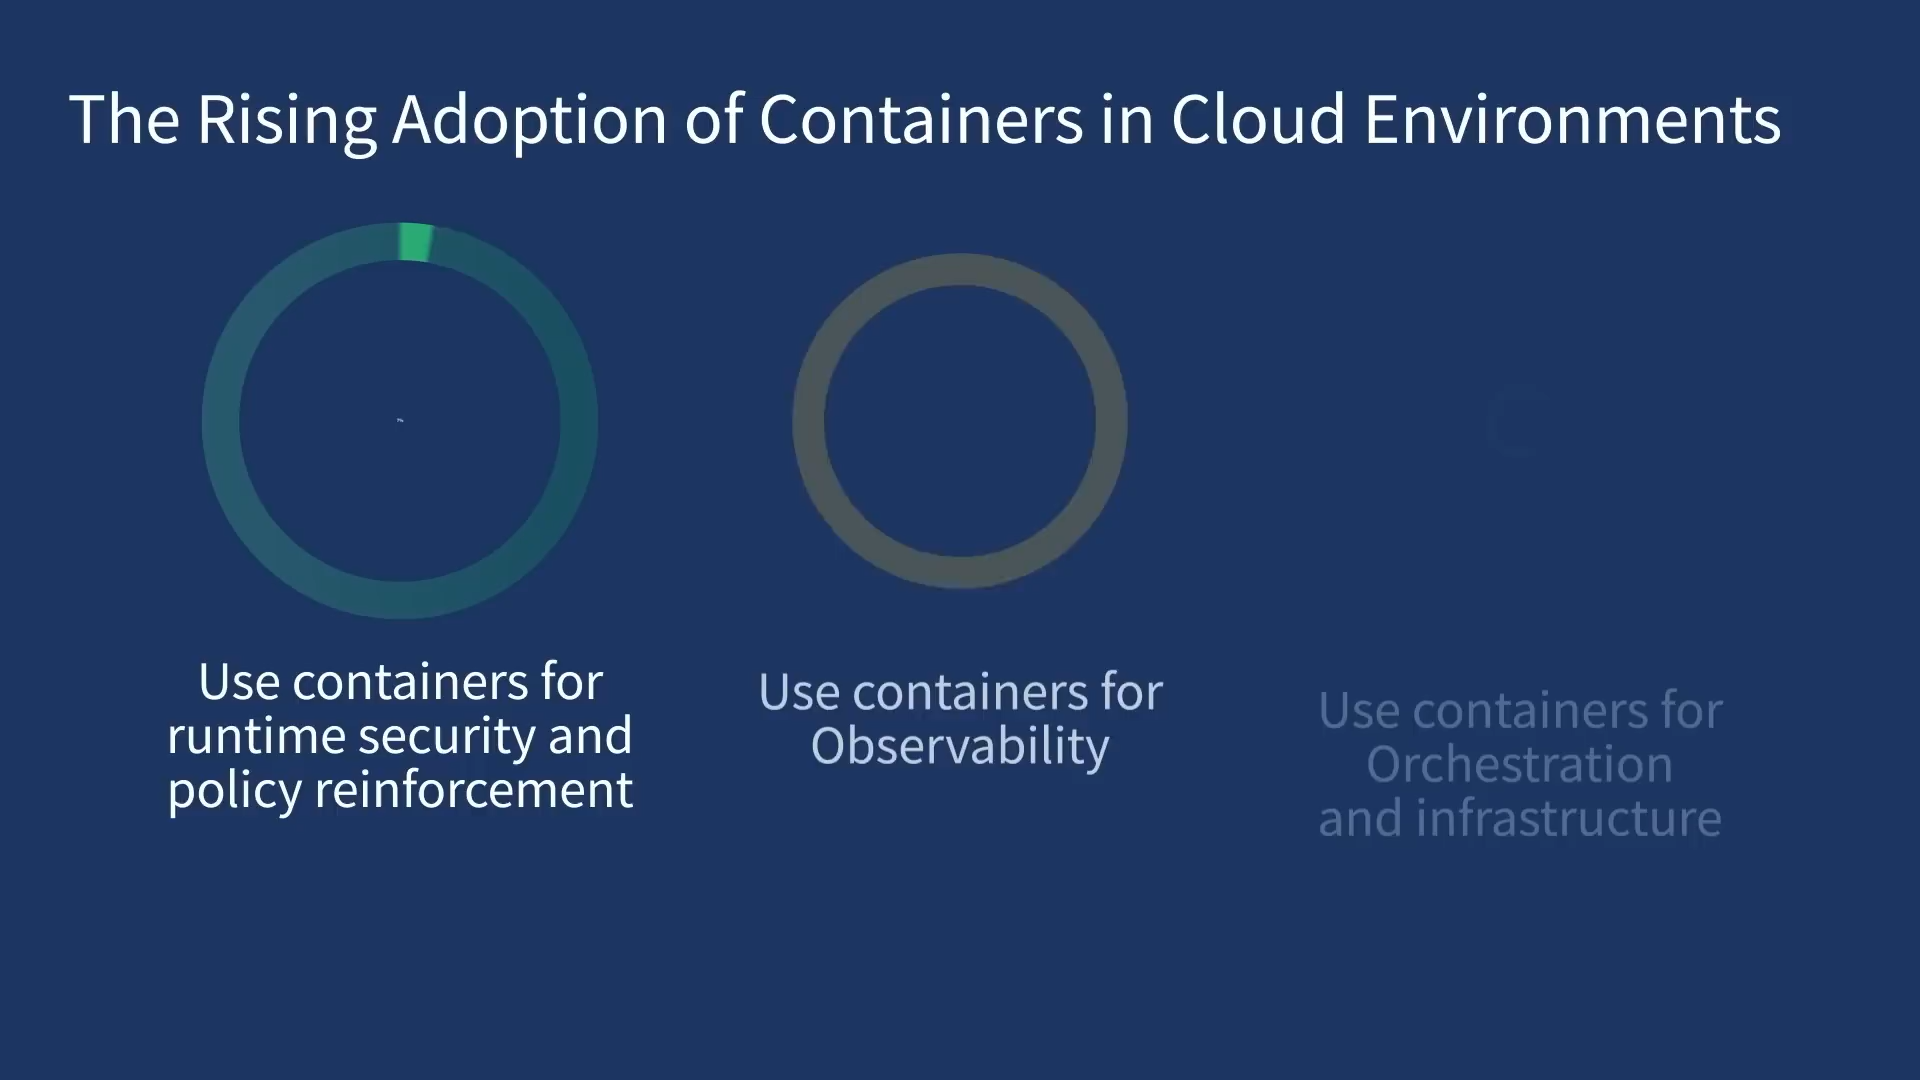 The Rising Adoption of Containers in Cloud Environments
Use containers for
runtime security and
policy reinforcement
Use containers for
Observability
Use containers for
Orchestration
and infrastructure